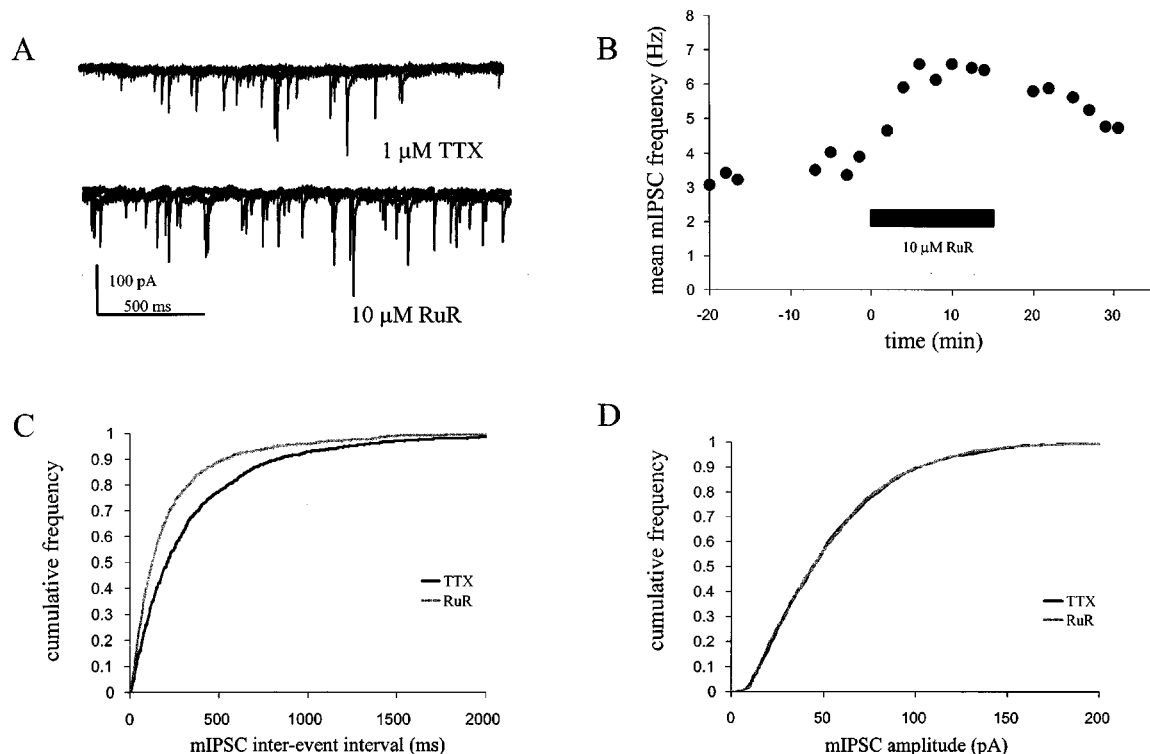 A
1 μM TTX
100 pA
500 ms
10 μM RuR
B
mean mIPSC frequency (Hz)
8
7
6
5
4
3
2
1
0
10 μM RuR
-20
-10
0
10
20
30
time (min)
C
cumulative frequency
1
0.9
0.8
0.7
0.6
0.5
0.4
0.3
0.2
0.1
0
TTX
RuR
0
500
1000
1500
2000
mIPSC inter-event interval (ms)
D
cumulative frequency
1
0.9
0.8
0.7
0.6
0.5
0.4
0.3
0.2
0.1
0
TTX
RuR
0
50
100
150
200
mIPSC amplitude (pA)